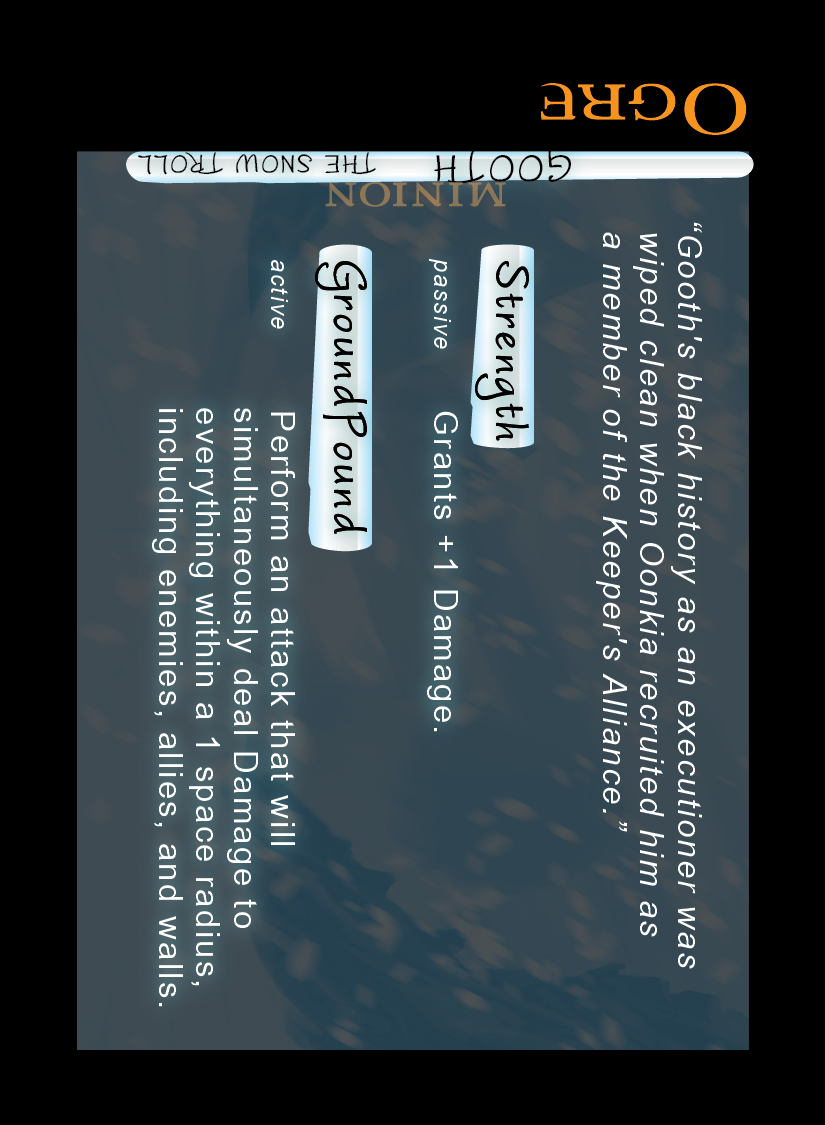 OGRE
GOOTH THE SNOW TROLL
MINION
“Gooth's black history as an executioner was
wiped clean when Oonkia recruited him as
a member of the Keeper's Alliance.”
Strength
passive Grants +1 Damage.
GroundPound
active Perform an attack that will
simultaneously deal Damage to
everything within a 1 space radius,
including enemies, allies, and walls.